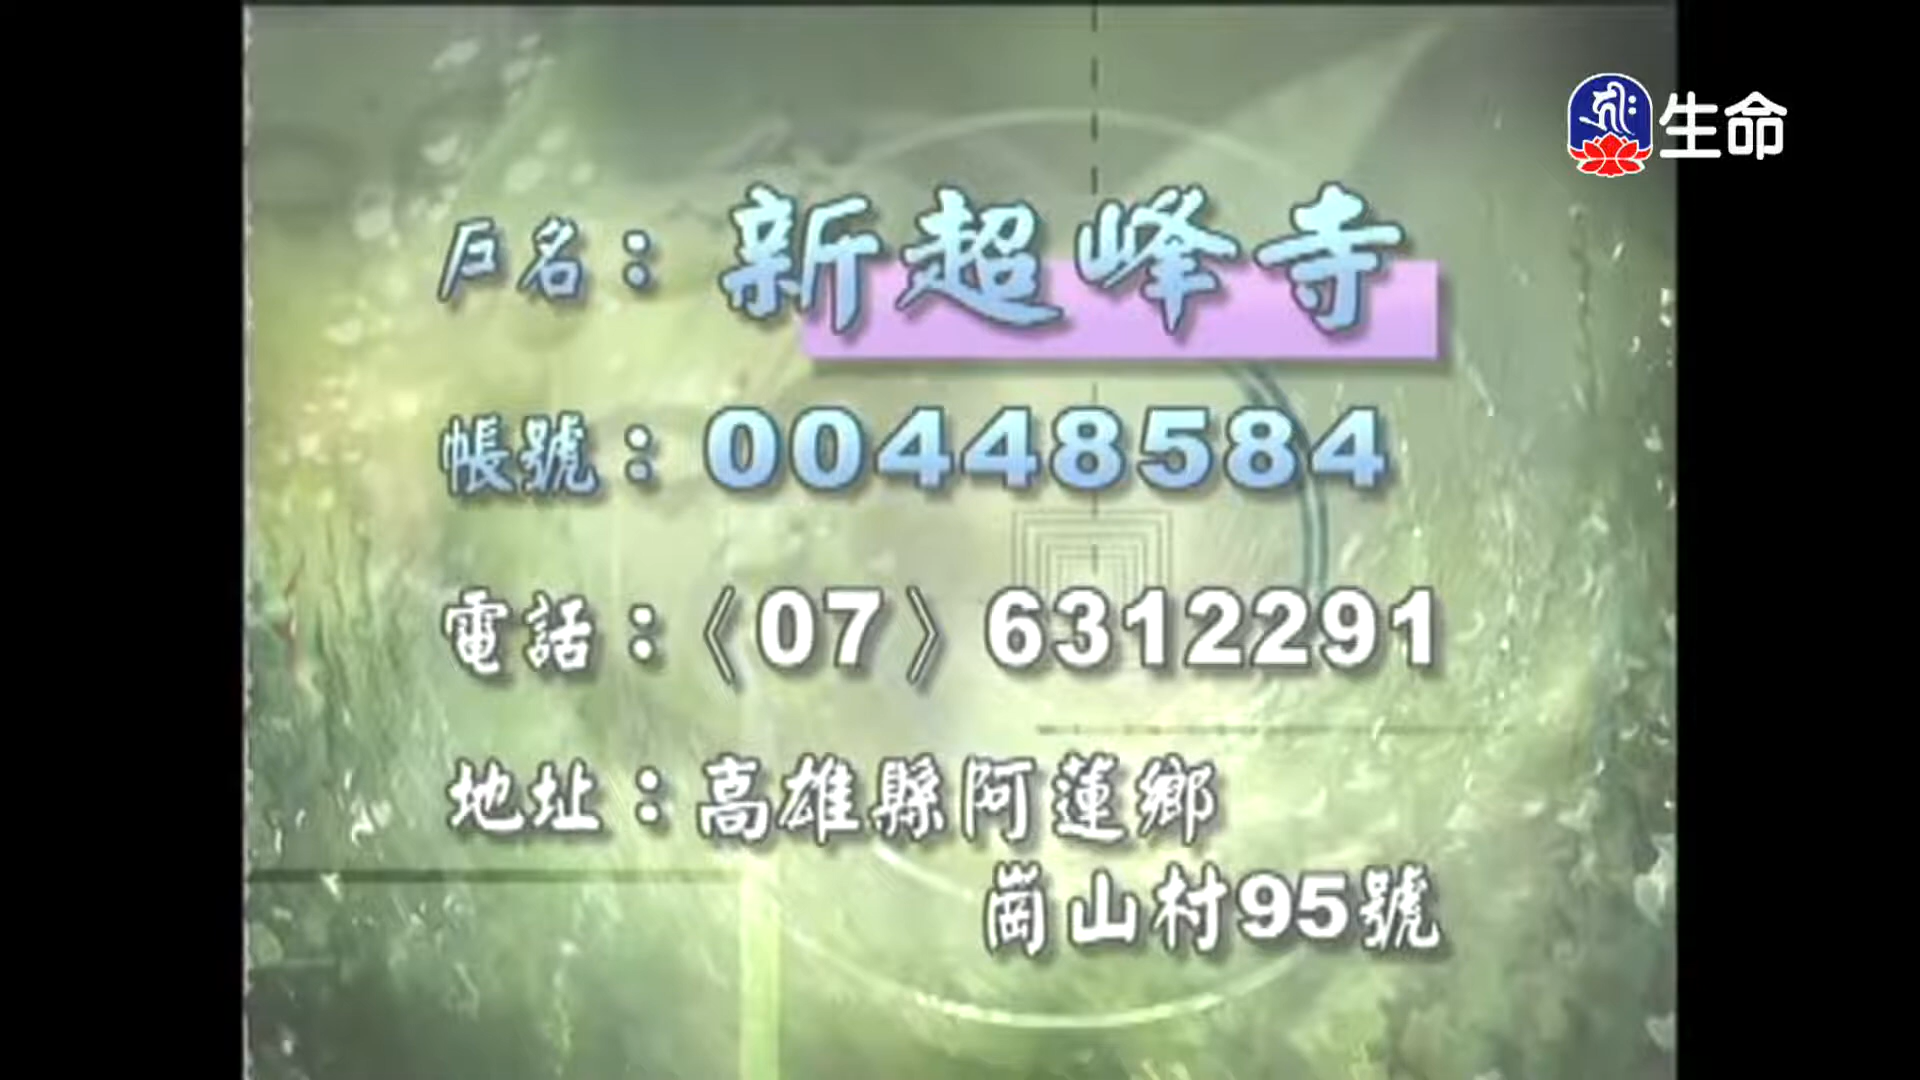 生命
戶名：新超峰寺
帳號：00448584
電話：〈07〉6312291
地址：高雄縣阿蓮鄉
崗山村95號